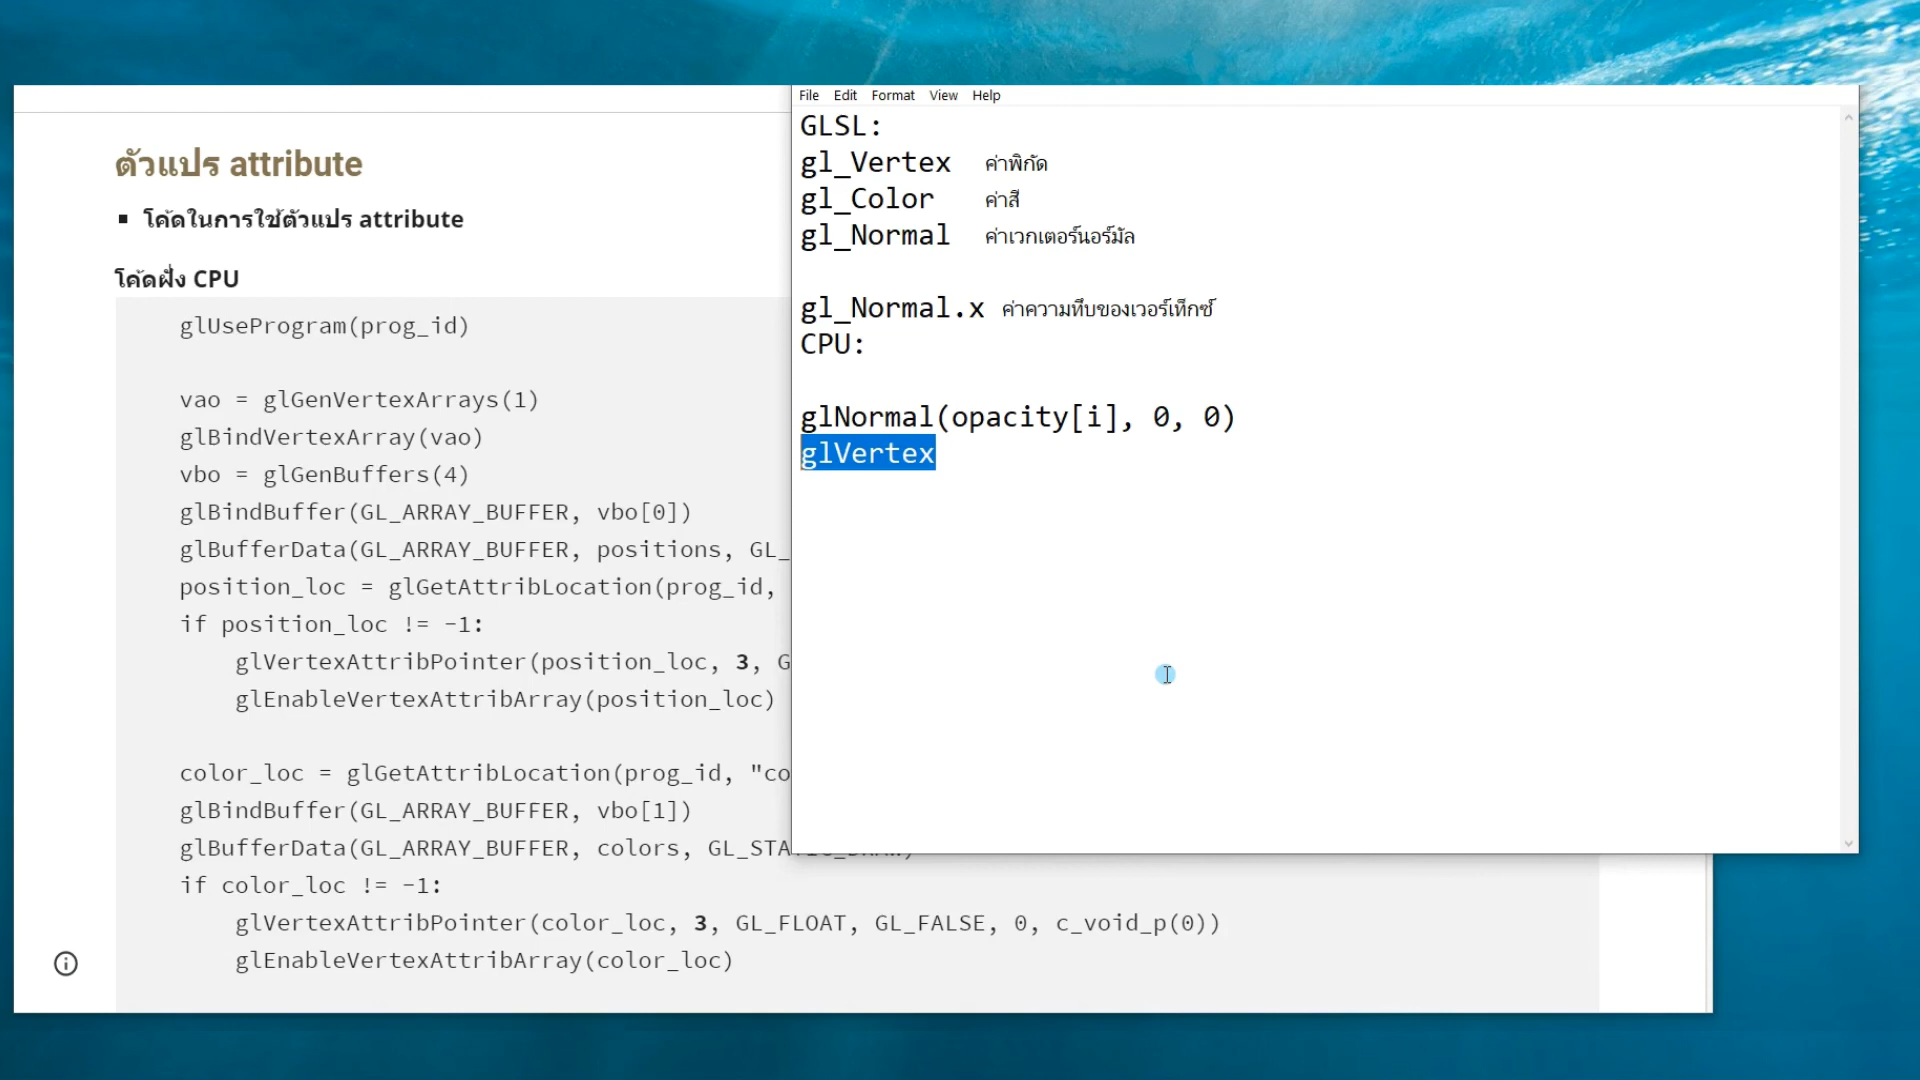 ตัวแปร attribute
▪ โค้ดในการใช้ตัวแปร attribute
โค้ดฝั่ง CPU
glUseProgram(prog_id)
vao = glGenVertexArrays(1)
glBindVertexArray(vao)
vbo = glGenBuffers(4)
glBindBuffer(GL_ARRAY_BUFFER, vbo[0])
glBufferData(GL_ARRAY_BUFFER, positions, GL_
position_loc = glGetAttribLocation(prog_id,
if position_loc != -1:
glVertexAttribPointer(position_loc, 3, G
glEnableVertexAttribArray(position_loc)
color_loc = glGetAttribLocation(prog_id, "co
glBindBuffer(GL_ARRAY_BUFFER, vbo[1])
glBufferData(GL_ARRAY_BUFFER, colors, GL_STATIC_DRAW)
if color_loc != -1:
glVertexAttribPointer(color_loc, 3, GL_FLOAT, GL_FALSE, 0, c_void_p(0))
glEnableVertexAttribArray(color_loc)
File Edit Format View Help
GLSL:
gl_Vertex ค่าพิกัด
gl_Color ค่าสี
gl_Normal ค่าเวกเตอร์นอร์มัล
gl_Normal.x ค่าความทึบของเวอร์เท็กซ์
CPU:
glNormal(opacity[i], 0, 0)
glVertex